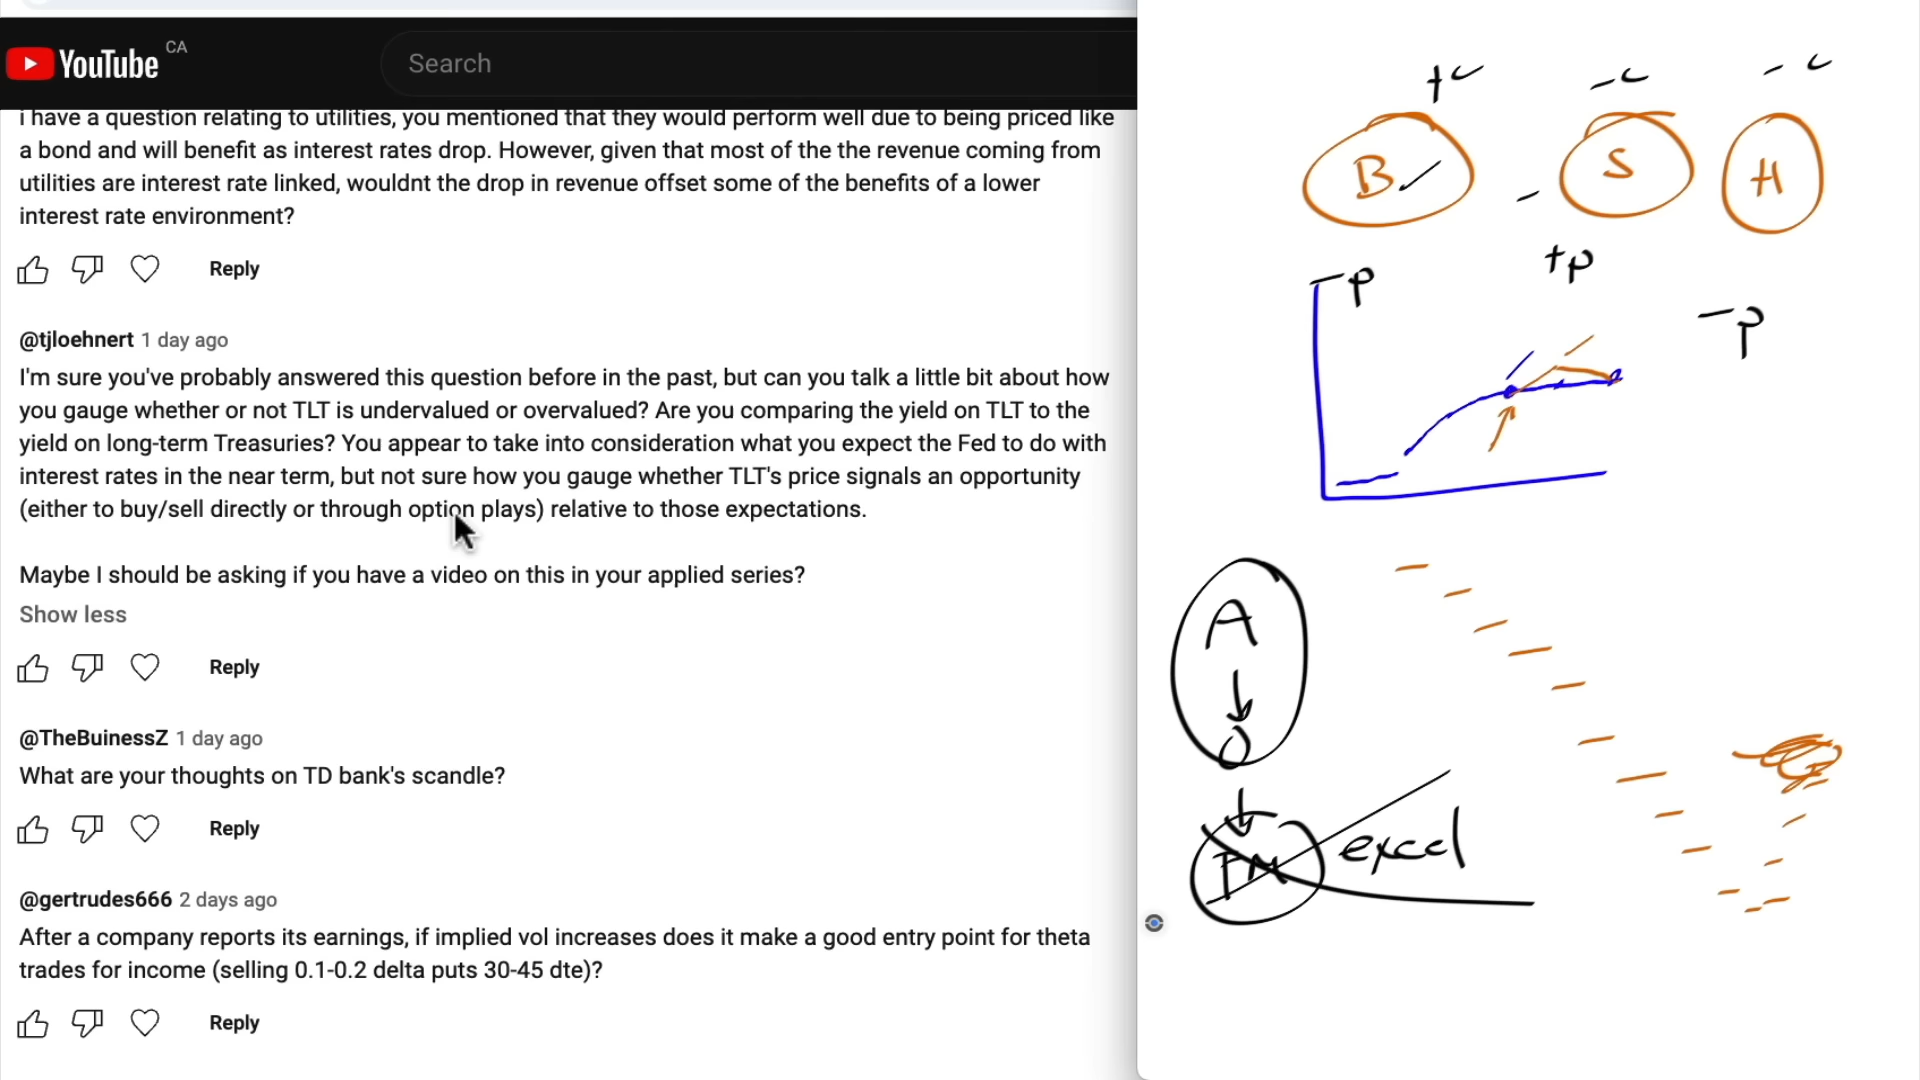 YouTube CA
Search
i have a question relating to utilities, you mentioned that they would perform well due to being priced like
a bond and will benefit as interest rates drop. However, given that most of the the revenue coming from
utilities are interest rate linked, wouldnt the drop in revenue offset some of the benefits of a lower
interest rate environment?
Reply
@tjloehnert 1 day ago
I'm sure you've probably answered this question before in the past, but can you talk a little bit about how
you gauge whether or not TLT is undervalued or overvalued? Are you comparing the yield on TLT to the
yield on long-term Treasuries? You appear to take into consideration what you expect the Fed to do with
interest rates in the near term, but not sure how you gauge whether TLT's price signals an opportunity
(either to buy/sell directly or through option plays) relative to those expectations.
Maybe I should be asking if you have a video on this in your applied series?
Show less
Reply
@TheBuinessZ 1 day ago
What are your thoughts on TD bank's scandle?
Reply
@gertrudes666 2 days ago
After a company reports its earnings, if implied vol increases does it make a good entry point for theta
trades for income (selling 0.1-0.2 delta puts 30-45 dte)?
Reply
+c -c -c
B S H
-P +P -P
A
O
PM excel